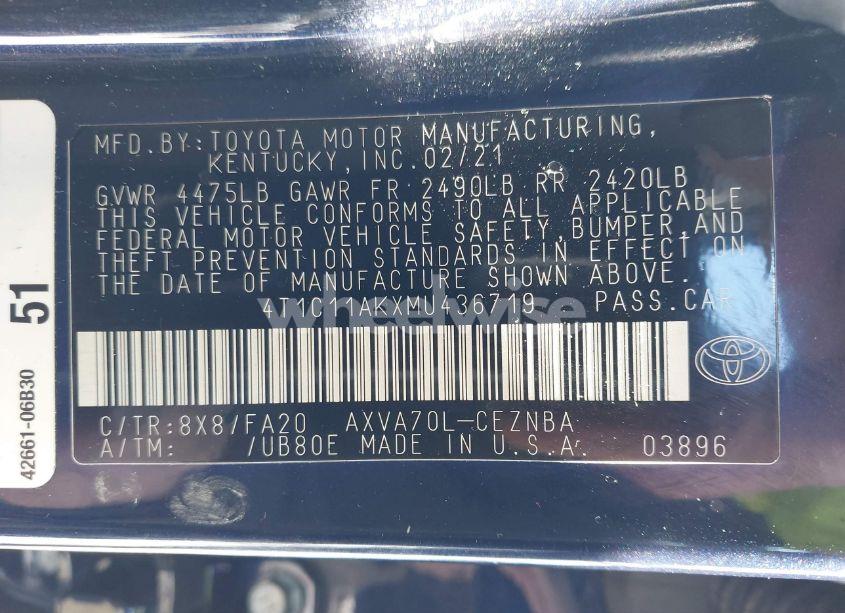 MFD.BY:TOYOTA MOTOR MANUFACTURING,
KENTUCKY,INC.02/21
GVWR 4475LB GAWR FR 2490LB RR 2420LB
THIS VEHICLE CONFORMS TO ALL APPLICABLE
FEDERAL MOTOR VEHICLE SAFETY,BUMPER,AND
THEFT PREVENTION STANDARDS IN EFFECT ON
THE DATE OF MANUFACTURE SHOWN ABOVE.
4T1C11AKXMU436719 PASS.CAR
wheelwise
C/TR:8X8/FA20 AXVA70L-CEZNBA
A/TM: /UB80E MADE IN U.S.A. 03896
51
42661-06B30